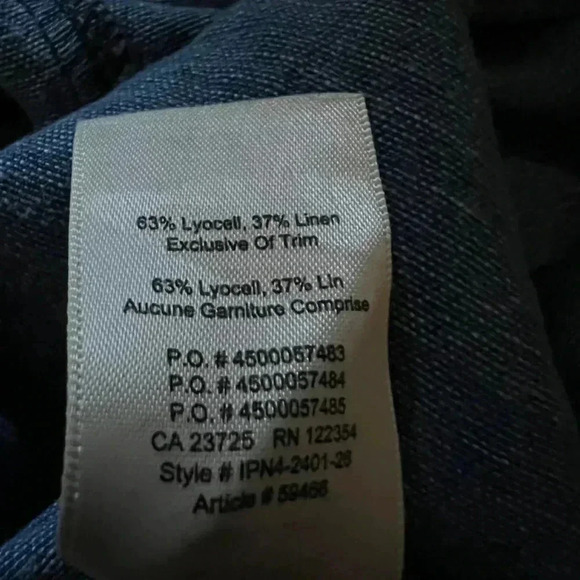 63% Lyocell, 37% Linen
Exclusive Of Trim
63% Lyocell, 37% Lin
Aucune Garniture Comprise
P.O. # 4500057483
P.O. # 4500057484
P.O. # 4500057485
CA 23725 RN 122354
Style # IPN4-2401-26
Article # 59466